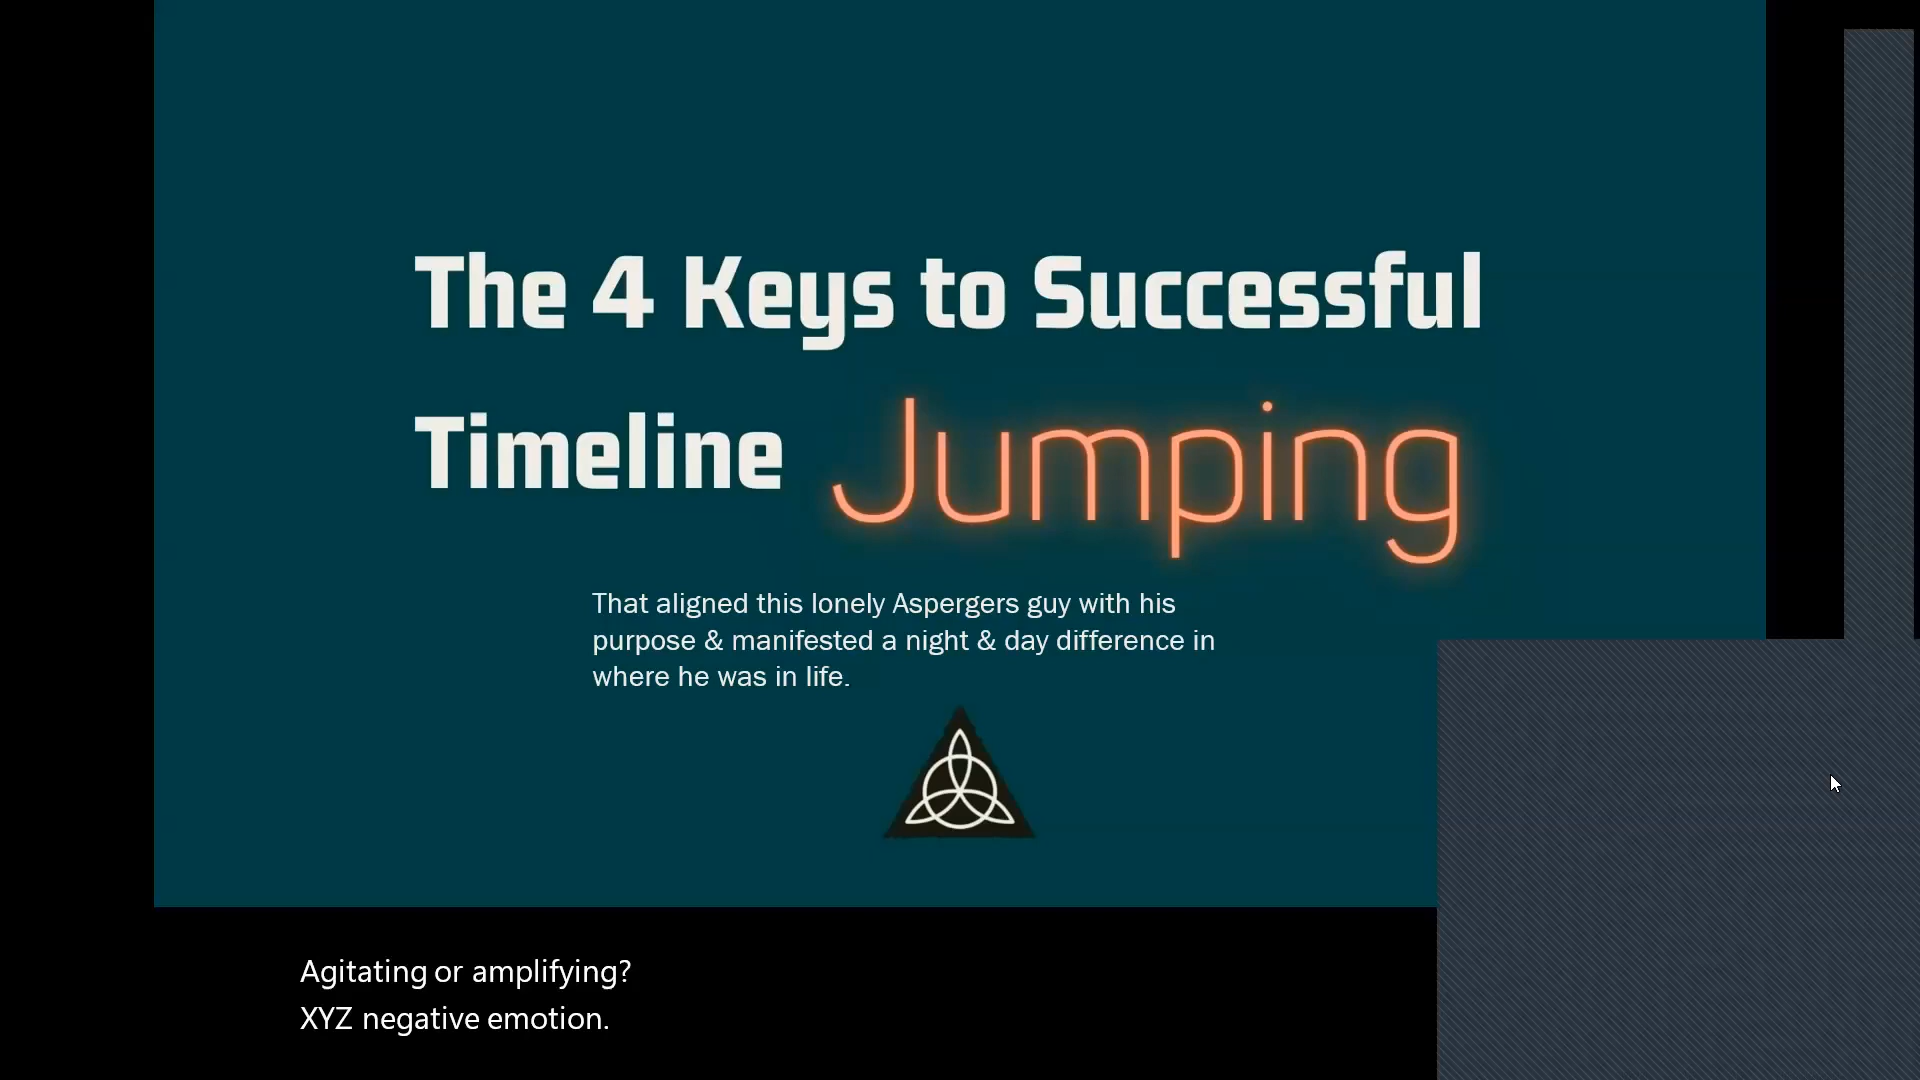 The 4 Keys to Successful
Timeline Jumping
That aligned this lonely Aspergers guy with his
purpose & manifested a night & day difference in
where he was in life.
Agitating or amplifying?
XYZ negative emotion.